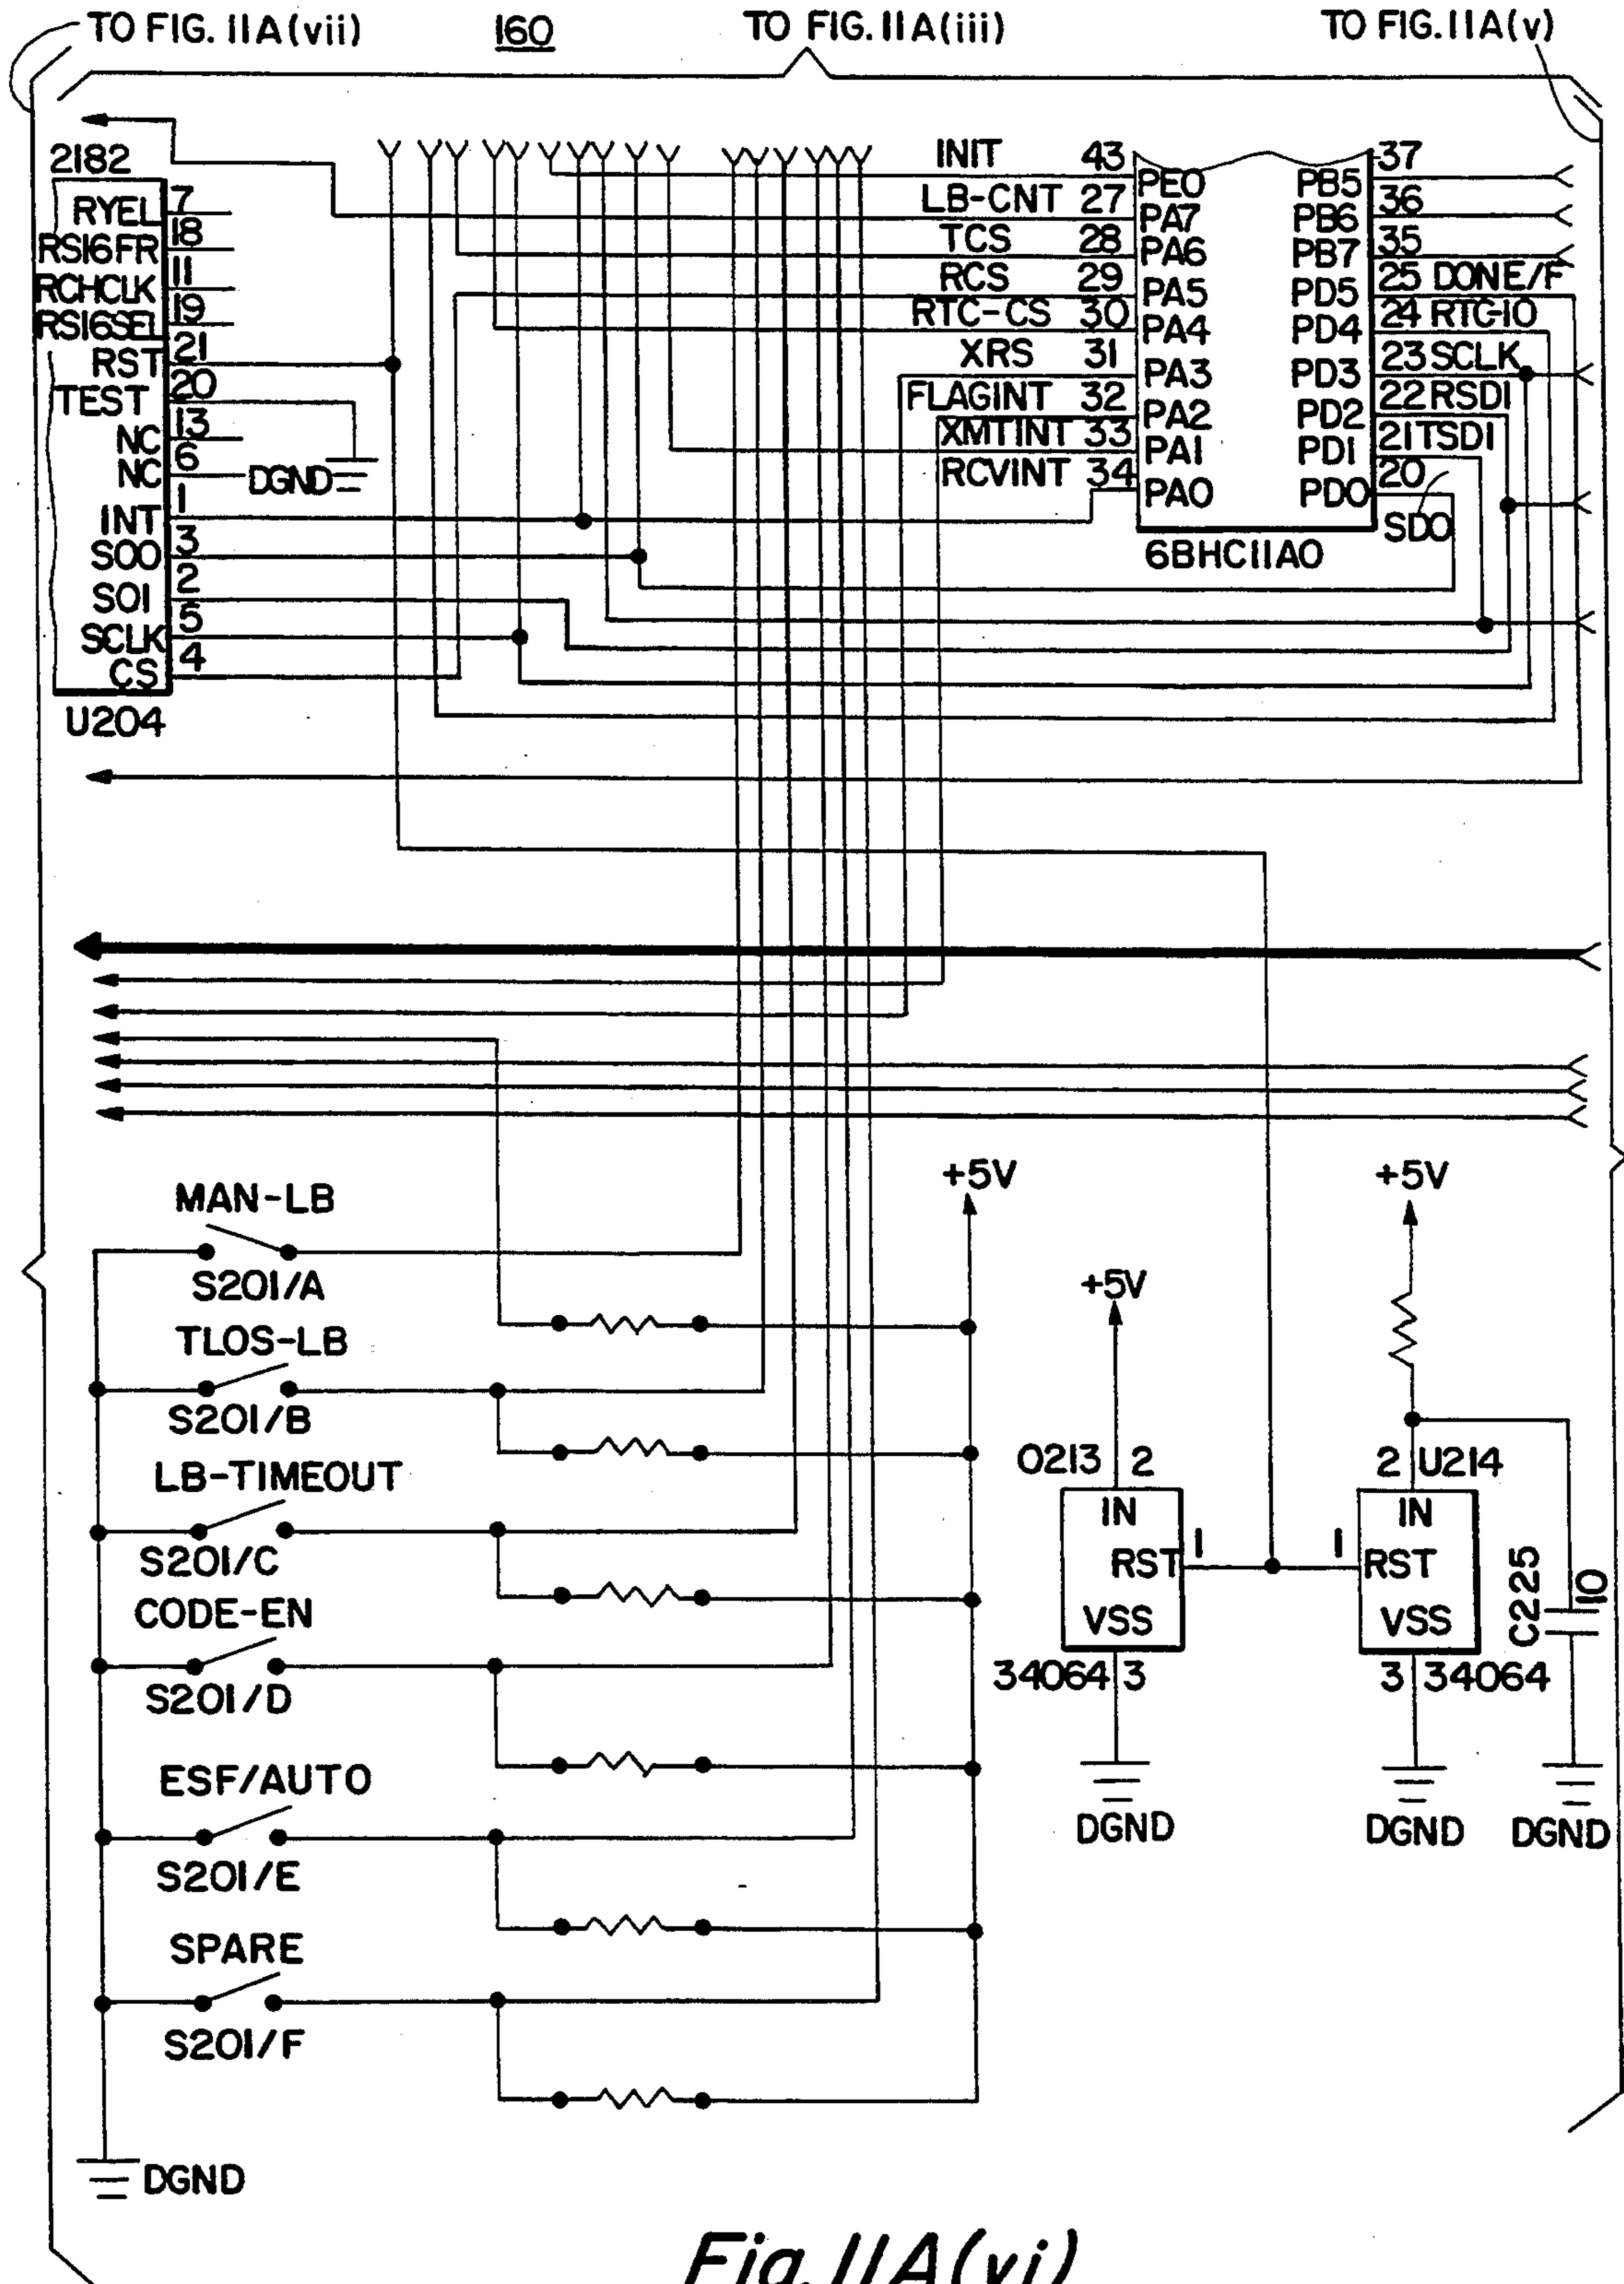 TO FIG. 11A(vii)
160
TO FIG. 11A(iii)
TO FIG. 11A(v)
2182
RYEL 7
RS16FR 18
RCHCLK 11
RS16SEL 19
RST 21
TEST 20
NC 13
NC 6
DGND
INT 1
SO0 3
SO1 2
SCLK 5
CS 4
U204
INIT 43 PE0
LB-CNT 27 PA7
TCS 28 PA6
RCS 29 PA5
RTC-CS 30 PA4
XRS 31 PA3
FLAGINT 32 PA2
XMTINT 33 PA1
RCVINT 34 PA0
PB5 37
PB6 36
PB7 35
PD5 25 DONE/F
PD4 24 RTC-IO
PD3 23 SCLK
PD2 22 RSDI
PD1 21 TSDI
PD0 20
SDO
6BHC11A0
MAN-LB
S201/A
TLOS-LB
S201/B
LB-TIMEOUT
S201/C
CODE-EN
S201/D
ESF/AUTO
S201/E
SPARE
S201/F
DGND
+5V
+5V
O213 2
IN
RST 1
VSS
34064 3
DGND
+5V
2 U214
IN
1 RST
VSS
3 34064
DGND
C225
10
DGND
Fig. 11A(vi)